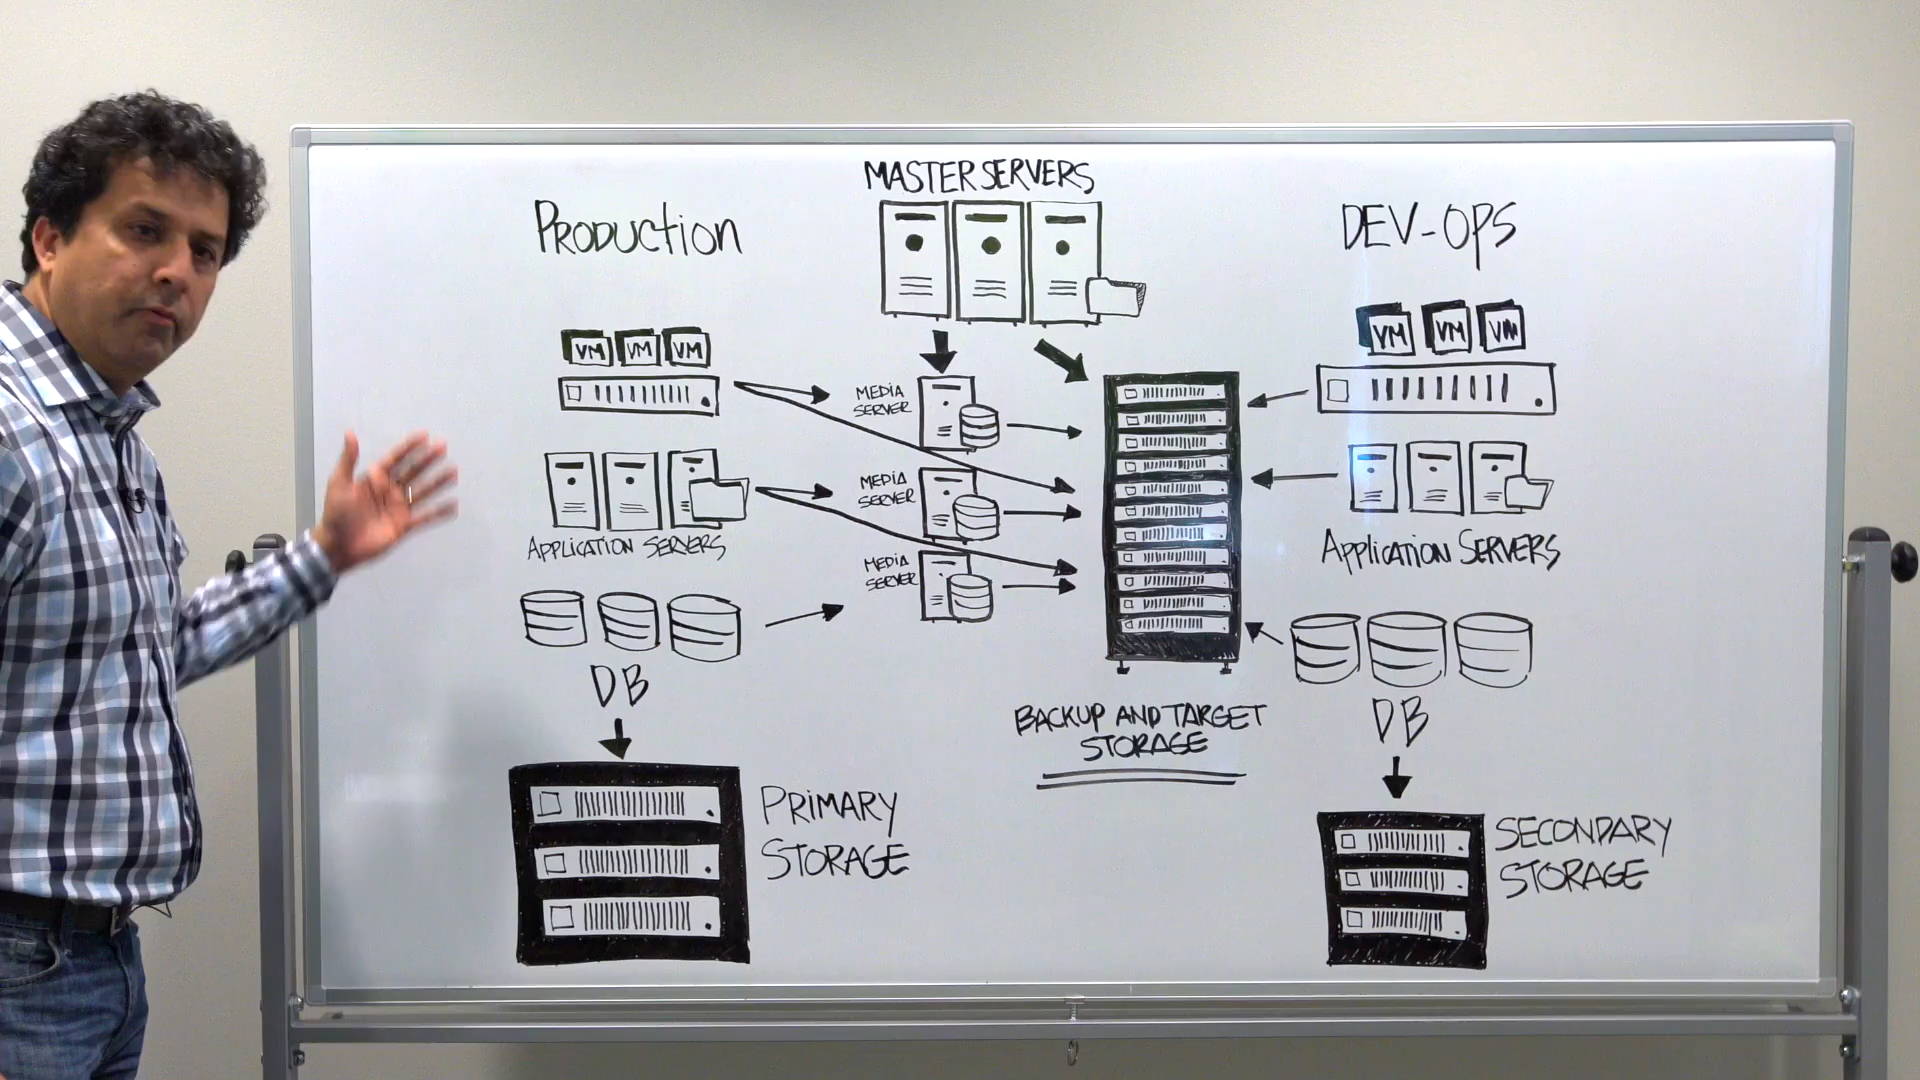 MASTER SERVERS
PRODUCTION
DEV-OPS
VM VM VM
VM VM VM
MEDIA
SERVER
MEDIA
SERVER
APPLICATION SERVERS
APPLICATION SERVERS
MEDIA
SERVER
DB
DB
BACKUP AND TARGET
STORAGE
PRIMARY
STORAGE
SECONDARY
STORAGE